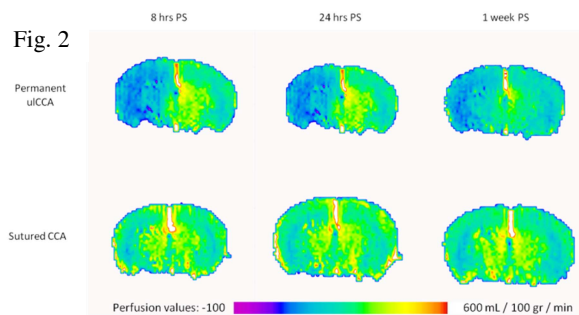 Fig. 2
8 hrs PS 24 hrs PS 1 week PS
Permanent
ulCCA
Sutured CCA
Perfusion values: -100 600 mL / 100 gr / min